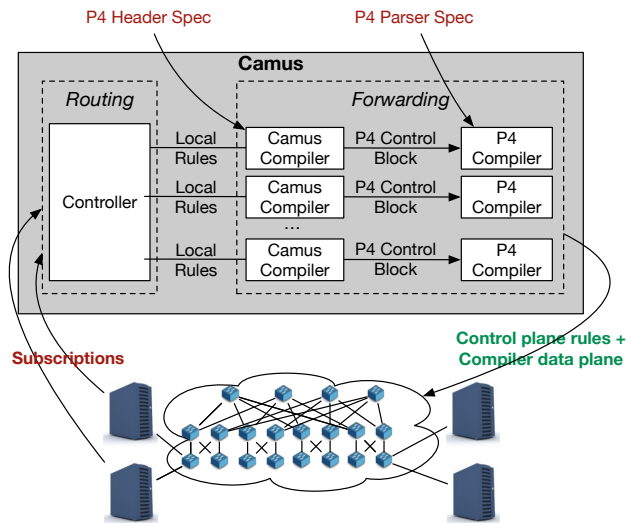 P4 Header Spec
P4 Parser Spec
Camus
Routing
Forwarding
Controller
Local
Rules
Camus
Compiler
P4 Control
Block
P4
Compiler
Local
Rules
Camus
Compiler
P4 Control
Block
P4
Compiler
...
Local
Rules
Camus
Compiler
P4 Control
Block
P4
Compiler
Subscriptions
Control plane rules +
Compiler data plane